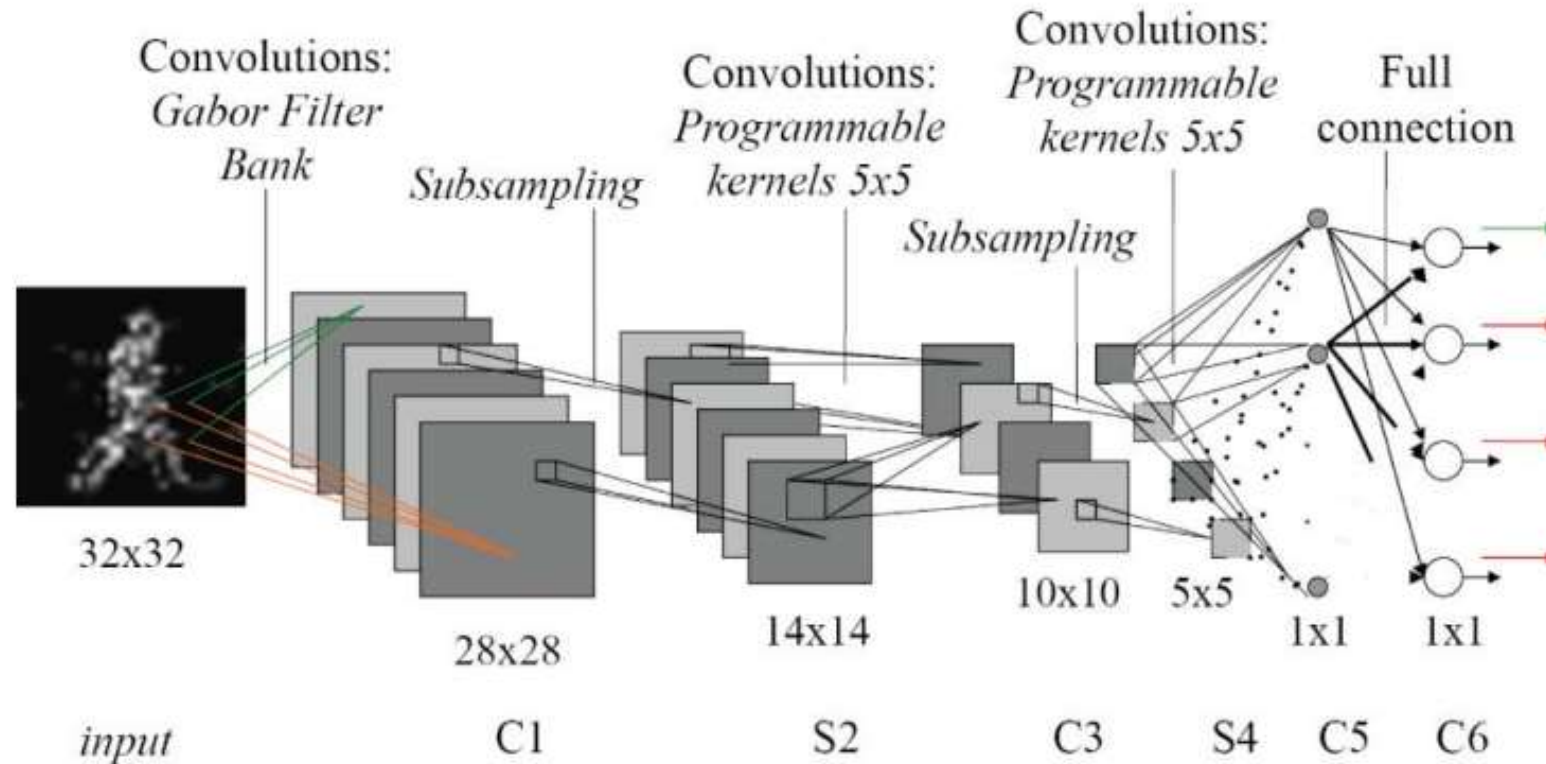 Convolutions:
Gabor Filter
Bank
Subsampling
Convolutions:
Programmable
kernels 5x5
Subsampling
Convolutions:
Programmable
kernels 5x5
Full
connection
32x32
28x28
14x14
10x10
5x5
1x1
1x1
input
C1
S2
C3
S4
C5
C6